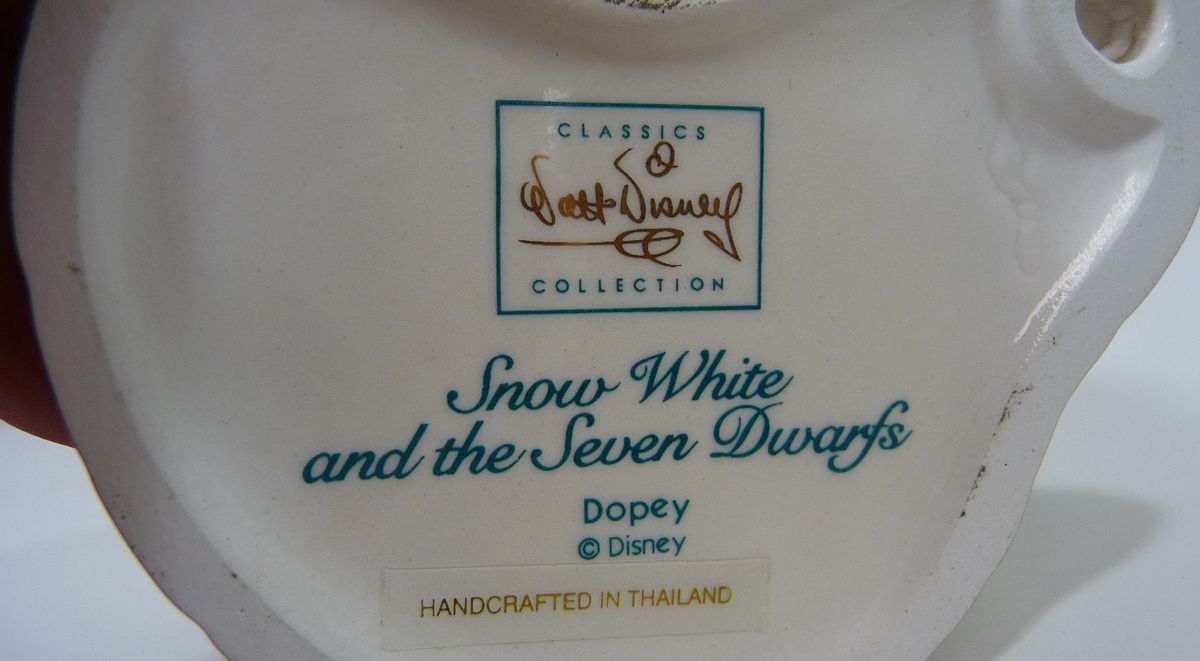 CLASSICS
Walt Disney
COLLECTION
Snow White
and the Seven Dwarfs
Dopey
© Disney
HANDCRAFTED IN THAILAND